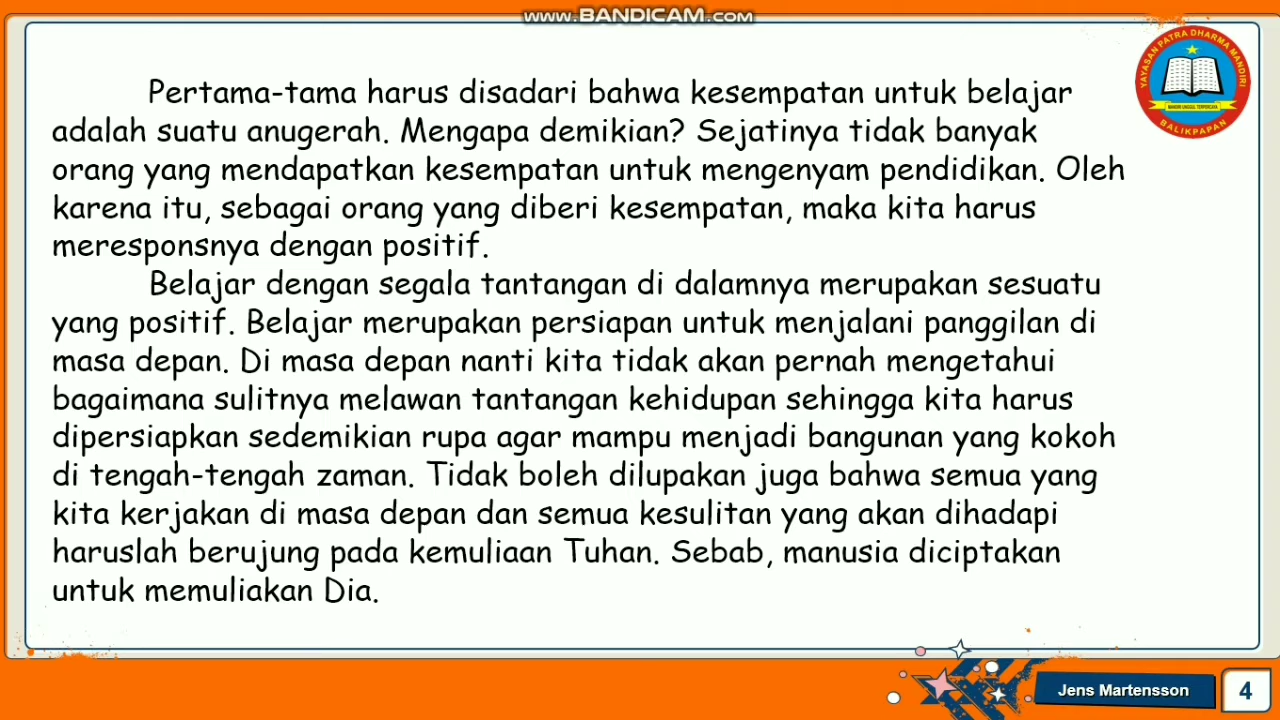 www.BANDICAM.com
YAYASAN PATRA DHARMA MANDIRI
BALIKPAPAN
Pertama-tama harus disadari bahwa kesempatan untuk belajar
adalah suatu anugerah. Mengapa demikian? Sejatinya tidak banyak
orang yang mendapatkan kesempatan untuk mengenyam pendidikan. Oleh
karena itu, sebagai orang yang diberi kesempatan, maka kita harus
meresponsnya dengan positif.
Belajar dengan segala tantangan di dalamnya merupakan sesuatu
yang positif. Belajar merupakan persiapan untuk menjalani panggilan di
masa depan. Di masa depan nanti kita tidak akan pernah mengetahui
bagaimana sulitnya melawan tantangan kehidupan sehingga kita harus
dipersiapkan sedemikian rupa agar mampu menjadi bangunan yang kokoh
di tengah-tengah zaman. Tidak boleh dilupakan juga bahwa semua yang
kita kerjakan di masa depan dan semua kesulitan yang akan dihadapi
haruslah berujung pada kemuliaan Tuhan. Sebab, manusia diciptakan
untuk memuliakan Dia.
Jens Martensson
4